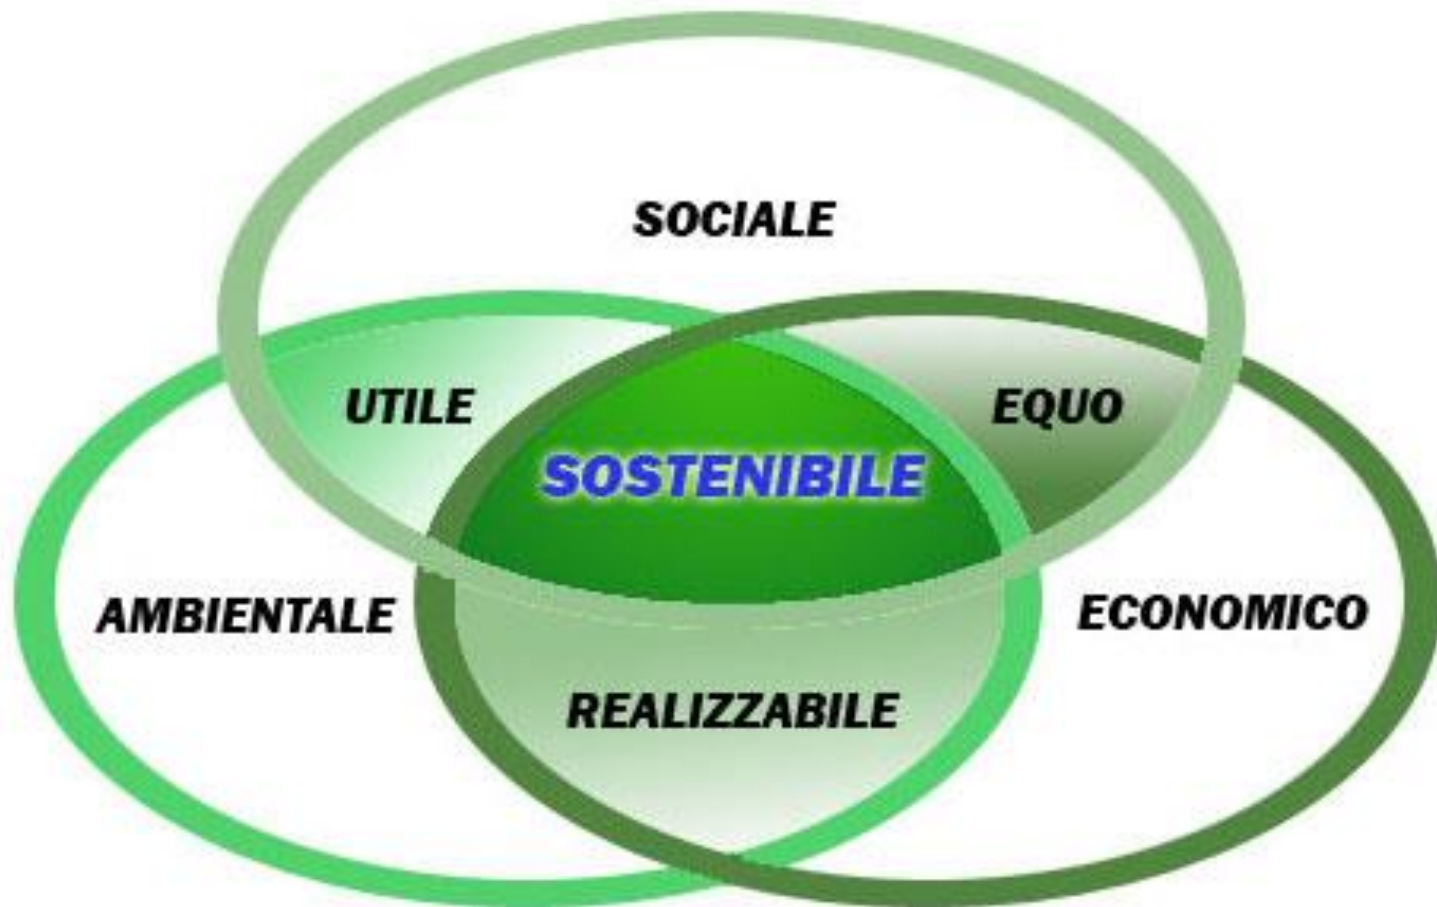 SOCIALE
UTILE
EQUO
SOSTENIBILE
AMBIENTALE
ECONOMICO
REALIZZABILE